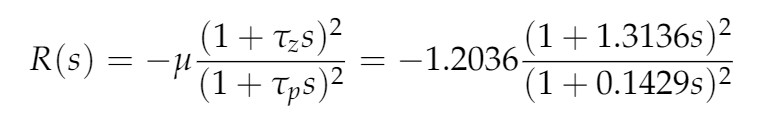 R(s) = −μ (1 + τ_z s)² / (1 + τ_p s)² = −1.2036 (1 + 1.3136s)² / (1 + 0.1429s)²